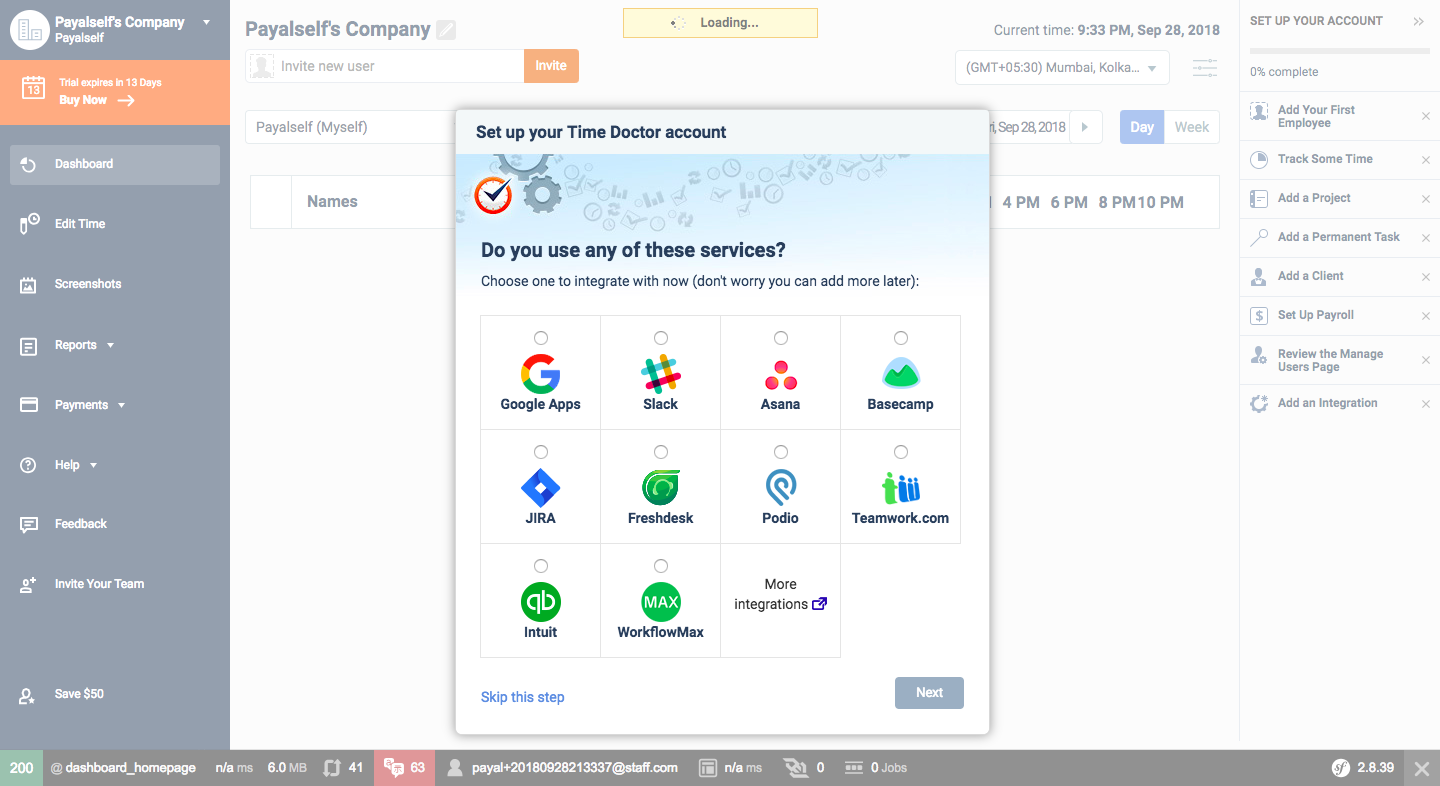 Payalself's Company
Payalself
13
Trial expires in 13 Days
Buy Now
Dashboard
Edit Time
Screenshots
Reports
Payments
Help
Feedback
Invite Your Team
Save $50
Payalself's Company
Loading...
Current time: 9:33 PM, Sep 28, 2018
Invite new user
Invite
(GMT+05:30) Mumbai, Kolka...
Payalself (Myself)
Sep 28, 2018
Day
Week
Names
4 PM 6 PM 8 PM 10 PM
Set up your Time Doctor account
Do you use any of these services?
Choose one to integrate with now (don't worry you can add more later):
Google Apps
Slack
Asana
Basecamp
JIRA
Freshdesk
Podio
Teamwork.com
qb
Intuit
MAX
WorkflowMax
More
integrations
Skip this step
Next
SET UP YOUR ACCOUNT
0% complete
Add Your First
Employee
Track Some Time
Add a Project
Add a Permanent Task
Add a Client
$
Set Up Payroll
Review the Manage
Users Page
Add an Integration
200 @ dashboard_homepage n/a ms 6.0 MB 41 63 payal+20180928213337@staff.com n/a ms 0 0 Jobs sf 2.8.39